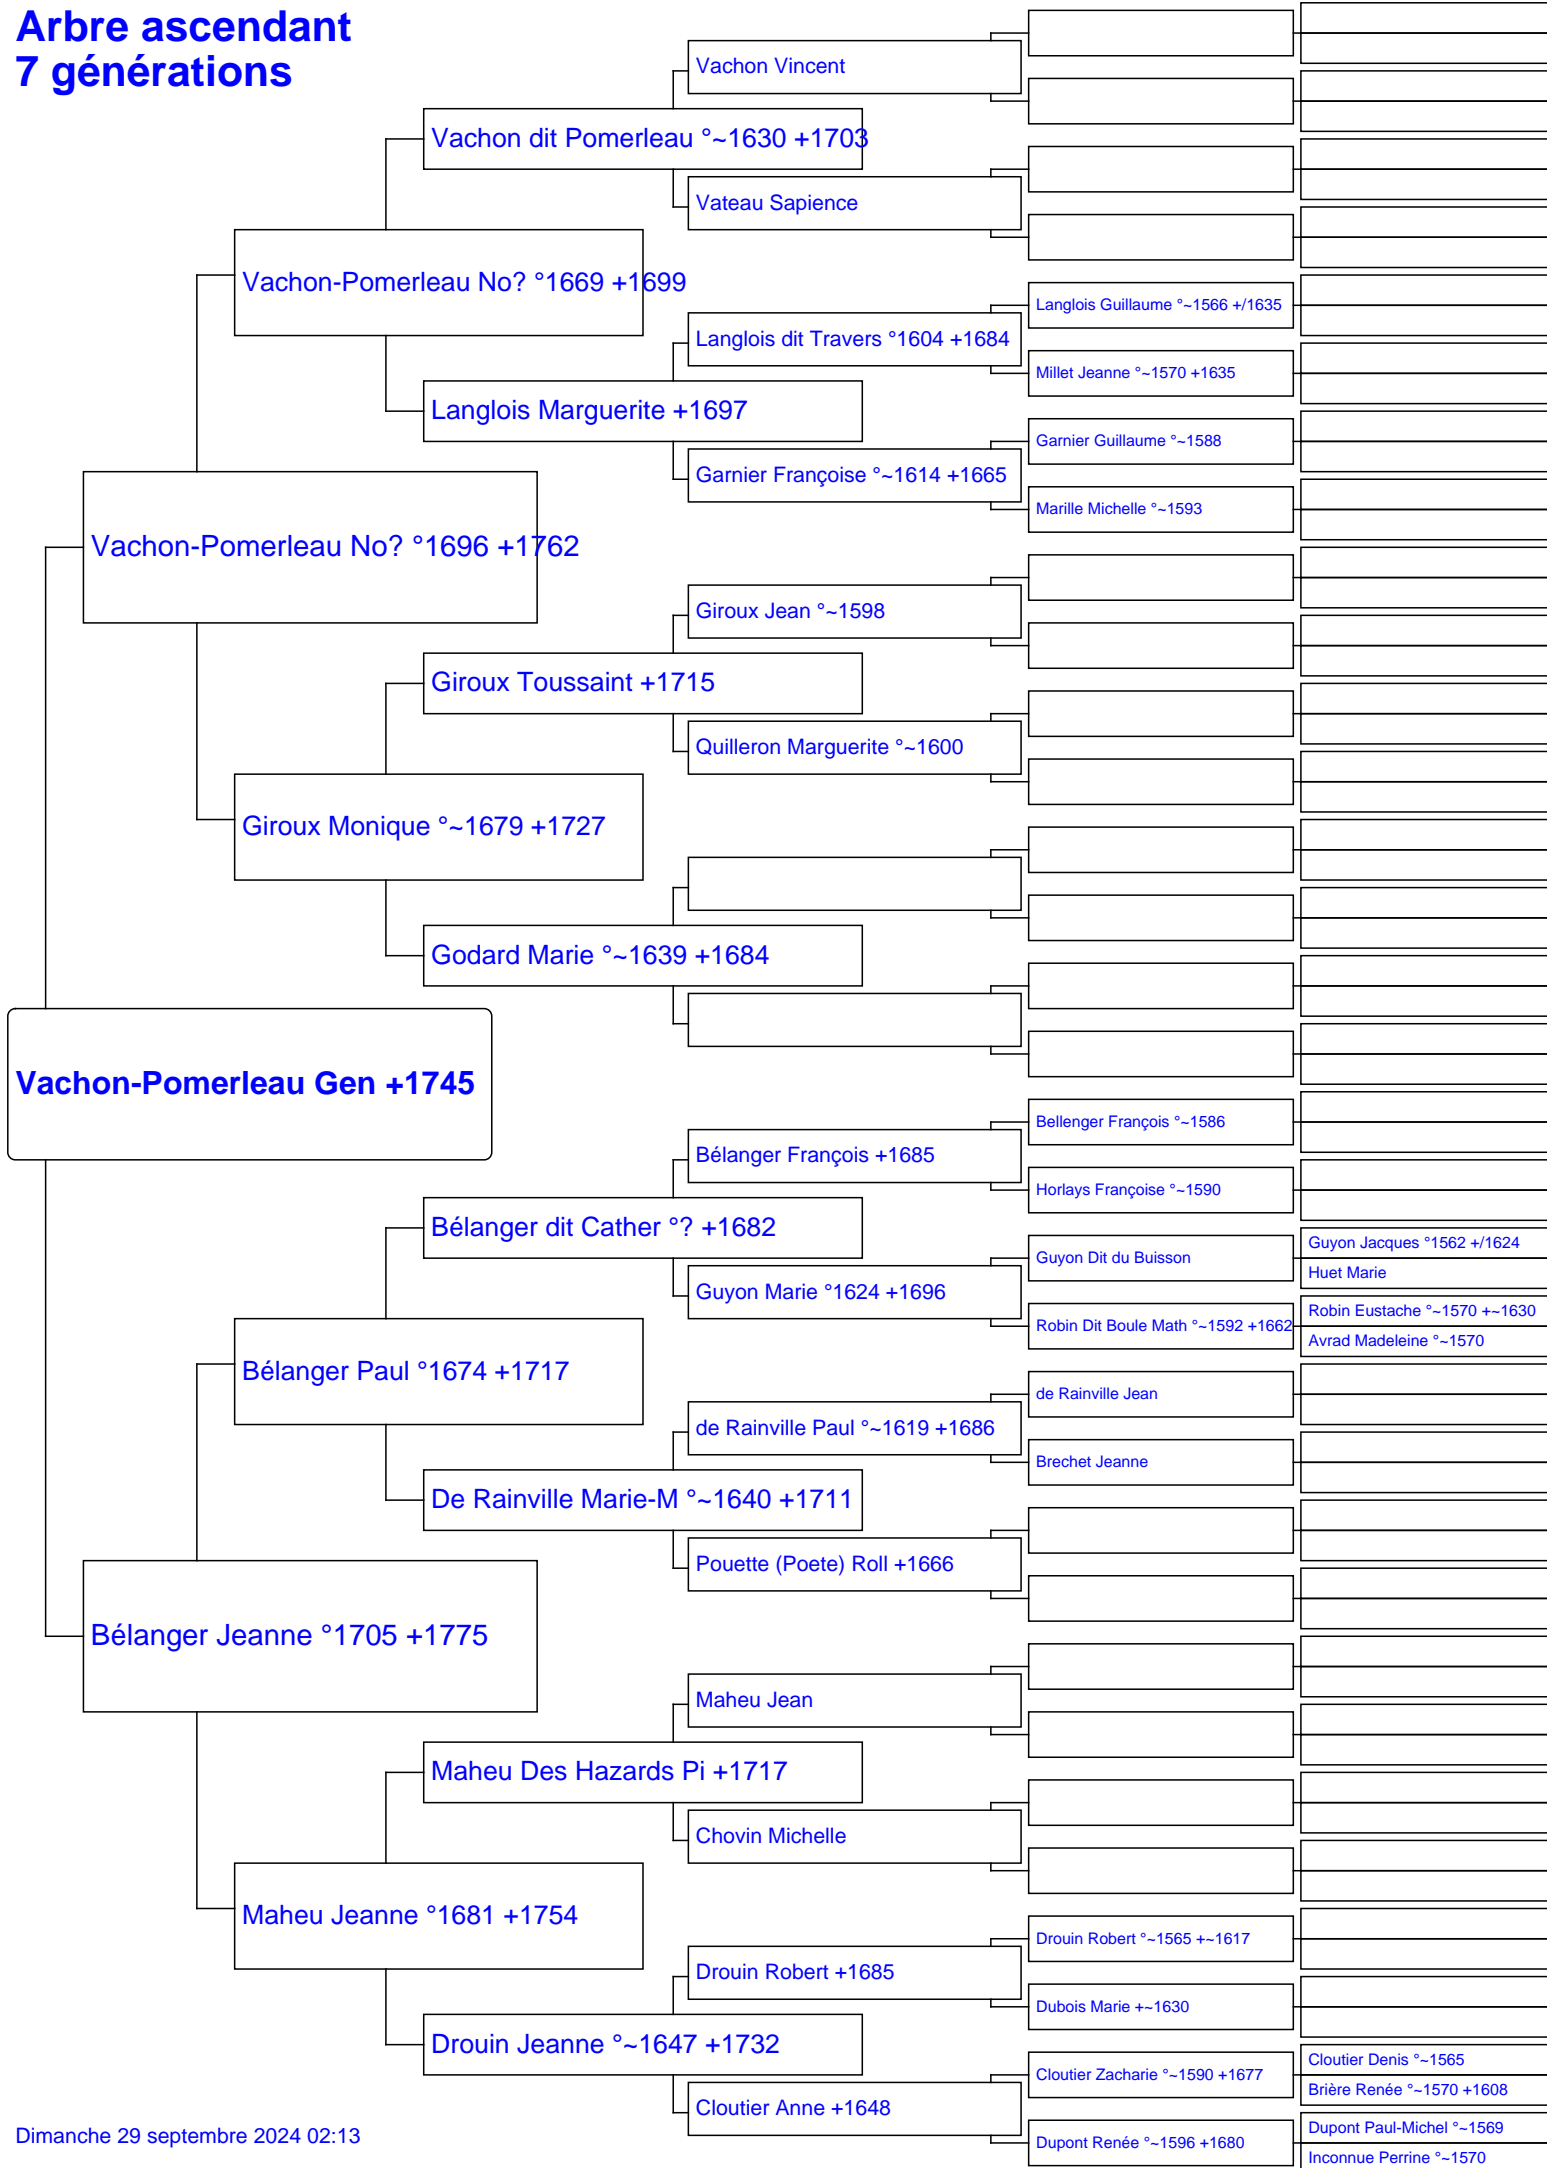 Arbre ascendant
7 générations
Vachon Vincent
Vachon dit Pomerleau °~1630 +1703
Vateau Sapience
Vachon-Pomerleau No? °1669 +1699
Langlois Guillaume °~1566 +/1635
Langlois dit Travers °1604 +1684
Millet Jeanne °~1570 +1635
Langlois Marguerite +1697
Garnier Guillaume °~1588
Garnier Françoise °~1614 +1665
Marille Michelle °~1593
Vachon-Pomerleau No? °1696 +1762
Giroux Jean °~1598
Giroux Toussaint +1715
Quilleron Marguerite °~1600
Giroux Monique °~1679 +1727
Godard Marie °~1639 +1684
Vachon-Pomerleau Gen +1745
Bellenger François °~1586
Bélanger François +1685
Horlays Françoise °~1590
Bélanger dit Cather °? +1682
Guyon Jacques °1562 +/1624
Guyon Dit du Buisson
Huet Marie
Guyon Marie °1624 +1696
Robin Eustache °~1570 +~1630
Robin Dit Boule Math °~1592 +1662
Avrad Madeleine °~1570
Bélanger Paul °1674 +1717
de Rainville Jean
de Rainville Paul °~1619 +1686
Brechet Jeanne
De Rainville Marie-M °~1640 +1711
Pouette (Poete) Roll +1666
Bélanger Jeanne °1705 +1775
Maheu Jean
Maheu Des Hazards Pi +1717
Chovin Michelle
Maheu Jeanne °1681 +1754
Drouin Robert °~1565 +~1617
Drouin Robert +1685
Dubois Marie +~1630
Drouin Jeanne °~1647 +1732
Cloutier Denis °~1565
Cloutier Zacharie °~1590 +1677
Brière Renée °~1570 +1608
Cloutier Anne +1648
Dupont Paul-Michel °~1569
Dupont Renée °~1596 +1680
Inconnue Perrine °~1570
Dimanche 29 septembre 2024 02:13